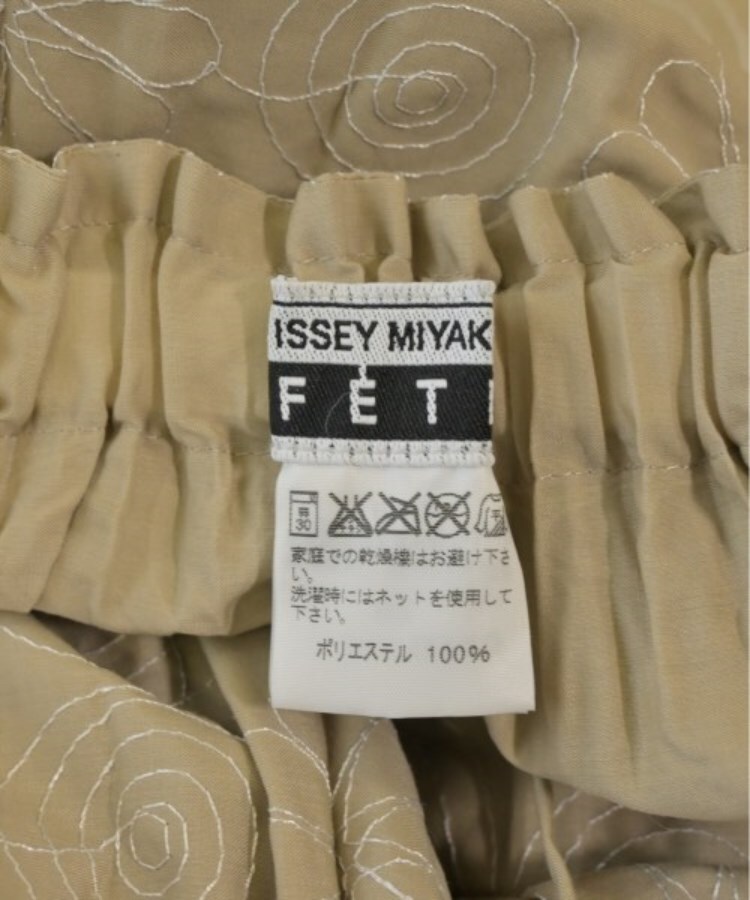 ISSEY MIYAK
FÊT
弱
30
家庭での乾燥機はお避け下さ
い。
洗濯時にはネットを使用して
下さい。
ポリエステル 100%